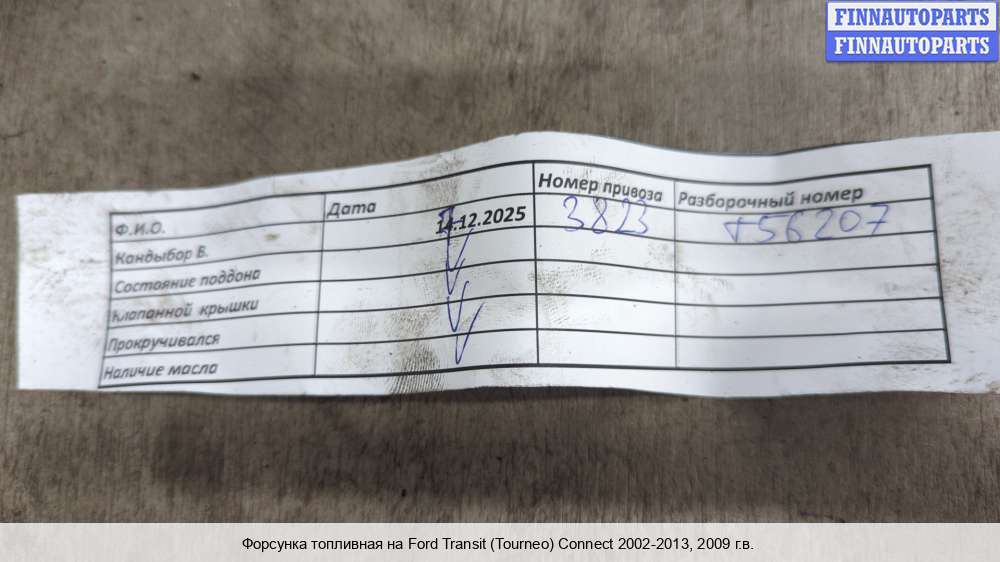 FINNAUTOPARTS
FINNAUTOPARTS
Ф.И.О. Дата Номер привоза Разборочный номер
Кандыбор В. 14.12.2025 3823 т56207
Состояние поддона
Клапанной крышки
Прокручивался
Наличие масла
Форсунка топливная на Ford Transit (Tourneo) Connect 2002-2013, 2009 г.в.